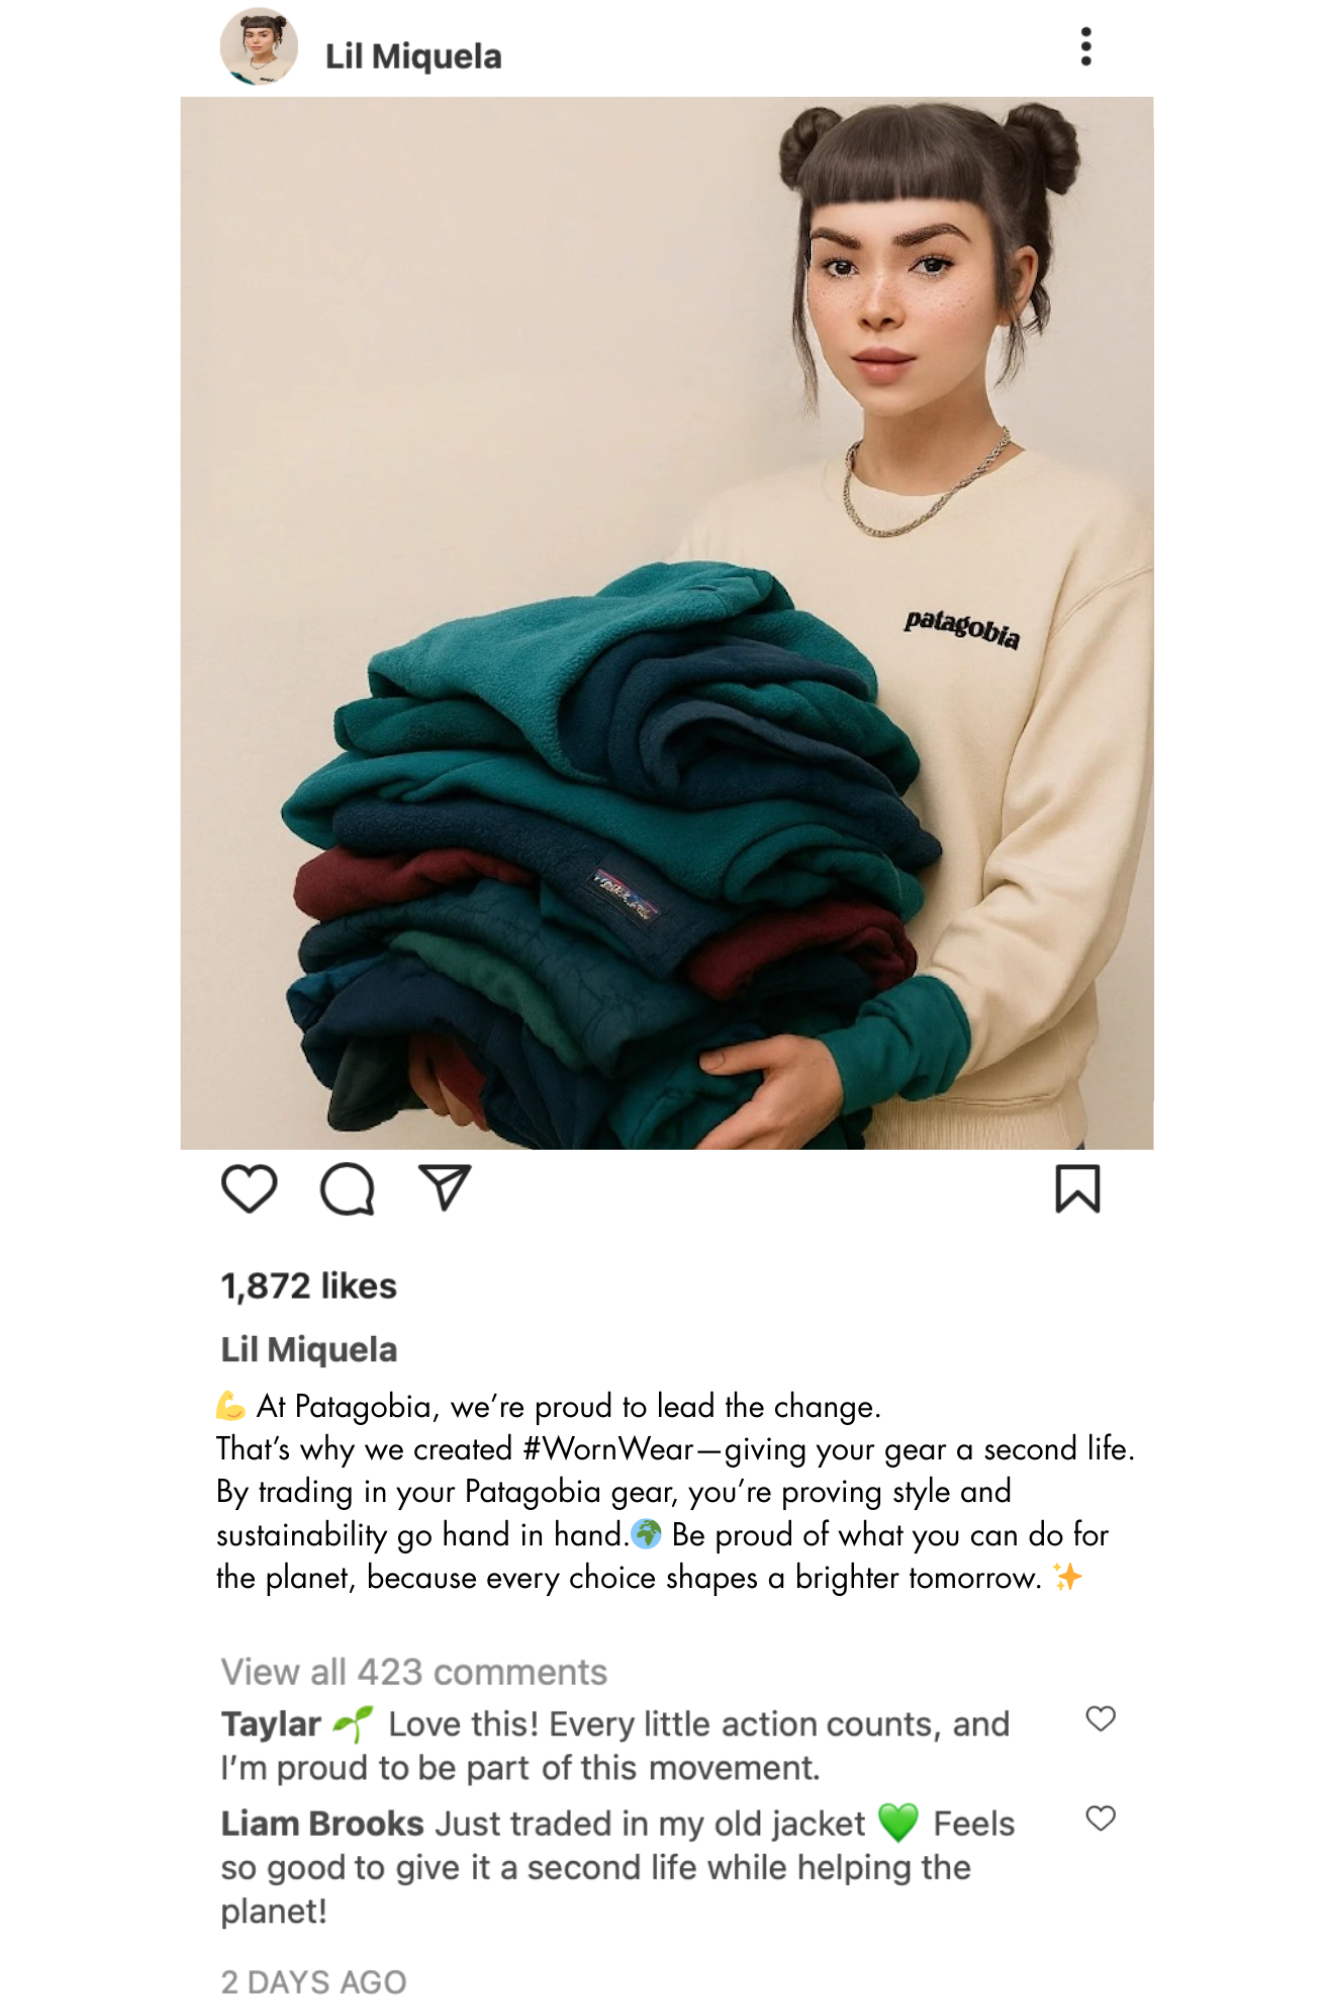 Lil Miquela
patagobia
1,872 likes
Lil Miquela
💪 At Patagobia, we’re proud to lead the change.
That’s why we created #WornWear—giving your gear a second life.
By trading in your Patagobia gear, you’re proving style and
sustainability go hand in hand.🌍 Be proud of what you can do for
the planet, because every choice shapes a brighter tomorrow. ✨
View all 423 comments
Taylar 🌱 Love this! Every little action counts, and
I’m proud to be part of this movement.
Liam Brooks Just traded in my old jacket 💚 Feels
so good to give it a second life while helping the
planet!
2 DAYS AGO